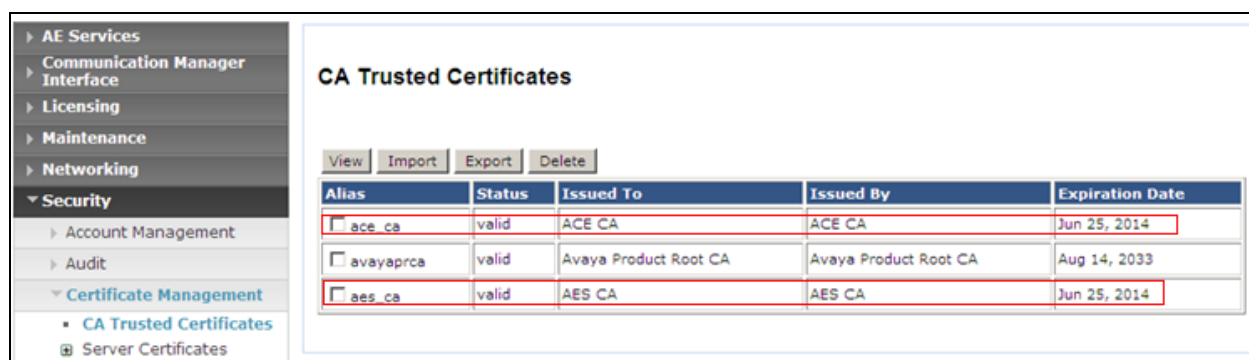 AE Services
Communication Manager
Interface
Licensing
Maintenance
Networking
Security
Account Management
Audit
Certificate Management
CA Trusted Certificates
Server Certificates
CA Trusted Certificates
View Import Export Delete
Alias Status Issued To Issued By Expiration Date
ace_ca valid ACE CA ACE CA Jun 25, 2014
avayaprca valid Avaya Product Root CA Avaya Product Root CA Aug 14, 2033
aes_ca valid AES CA AES CA Jun 25, 2014